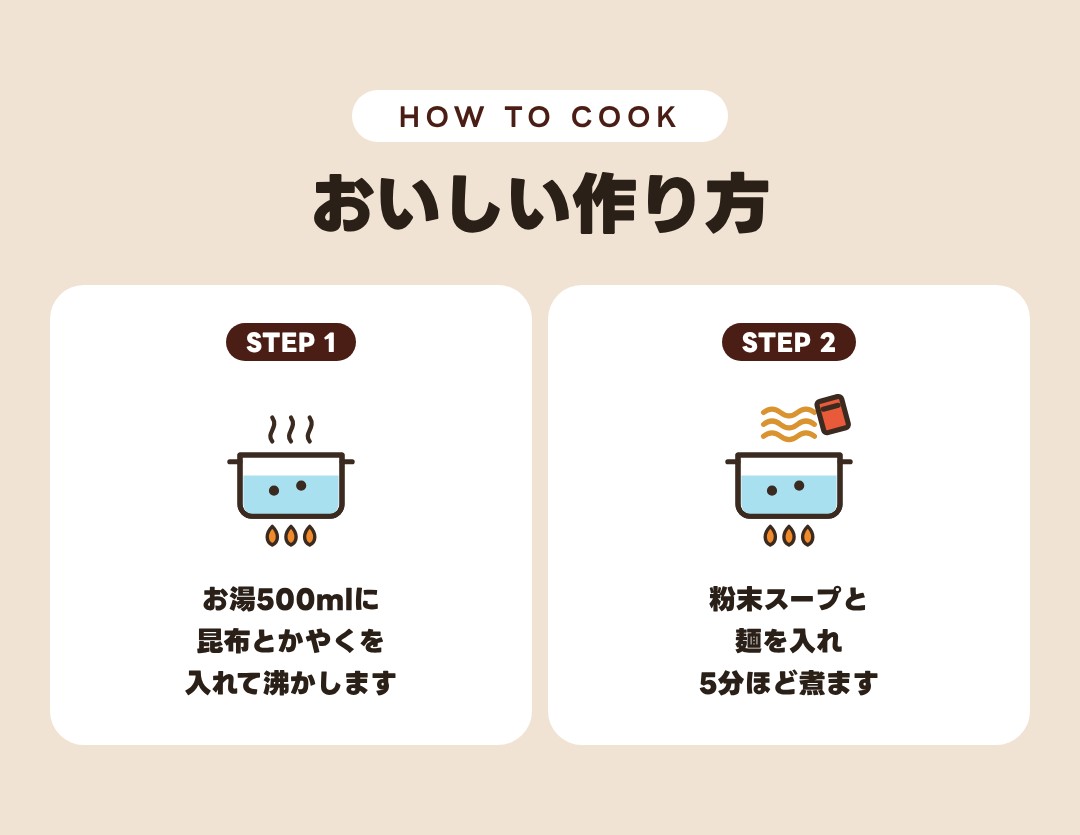 HOW TO COOK
おいしい作り方
STEP 1
お湯500mlに
昆布とかやくを
入れて沸かします
STEP 2
粉末スープと
麺を入れ
5分ほど煮ます